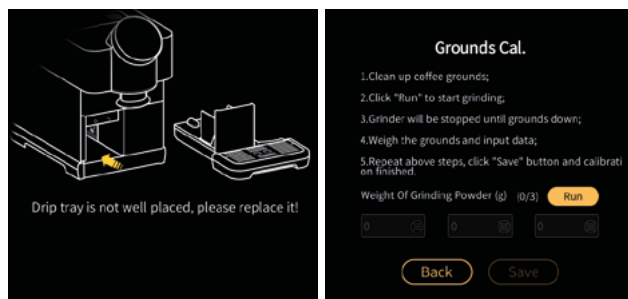 Drip tray is not well placed, please replace it!
Grounds Cal.
1.Clean up coffee grounds;
2.Click "Run" to start grinding;
3.Grinder will be stopped until grounds down;
4.Weigh the grounds and input data;
5.Repeat above steps, click "Save" button and calibrati
on finished.
Weight Of Grinding Powder (g) (0/3) Run
0 0 0
Back Save